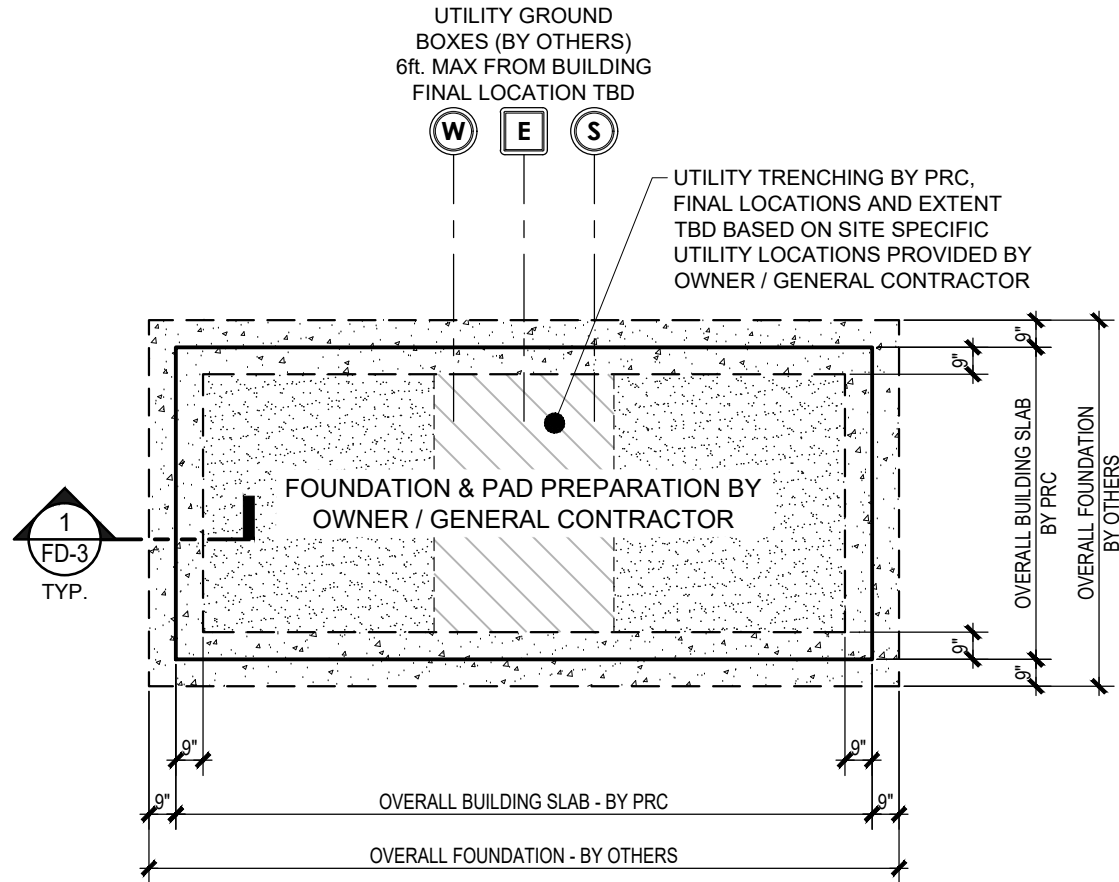 UTILITY GROUND
BOXES (BY OTHERS)
6ft. MAX FROM BUILDING
FINAL LOCATION TBD
W
E
S
UTILITY TRENCHING BY PRC,
FINAL LOCATIONS AND EXTENT
TBD BASED ON SITE SPECIFIC
UTILITY LOCATIONS PROVIDED BY
OWNER / GENERAL CONTRACTOR
FOUNDATION & PAD PREPARATION BY
OWNER / GENERAL CONTRACTOR
1
FD-3
TYP.
9"
9"
OVERALL BUILDING SLAB
BY PRC
OVERALL FOUNDATION
BY OTHERS
9"
9"
9"
9"
9"
OVERALL BUILDING SLAB - BY PRC
9"
OVERALL FOUNDATION - BY OTHERS